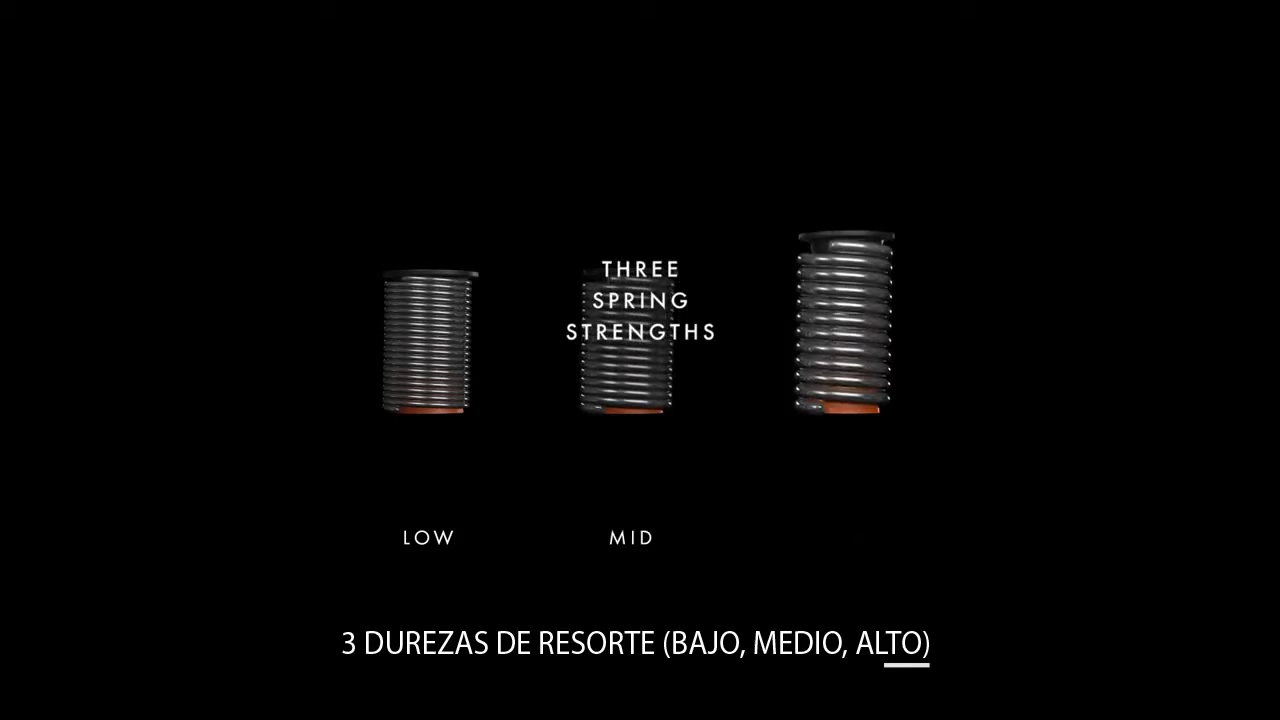 THREE
SPRING
STRENGTHS
LOW MID
3 DUREZAS DE RESORTE (BAJO, MEDIO, ALTO)